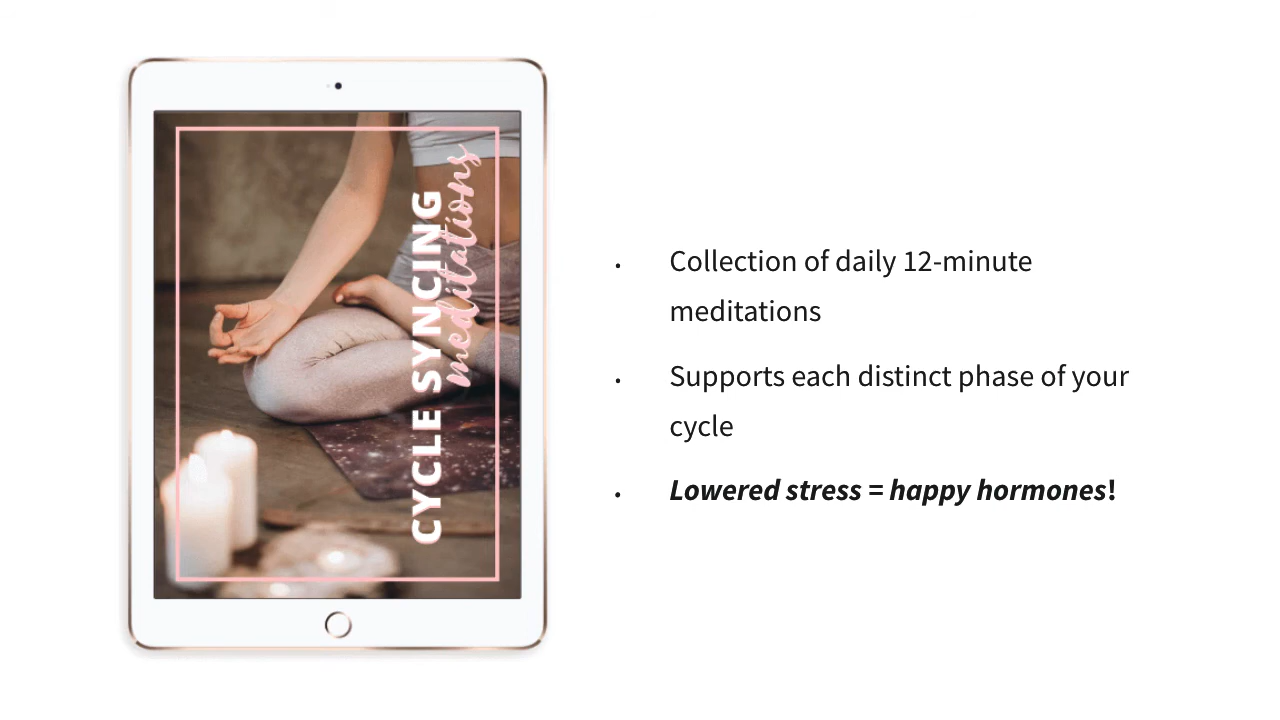 CYCLE SYNCING
meditations
• Collection of daily 12-minute
meditations
• Supports each distinct phase of your
cycle
• Lowered stress = happy hormones!